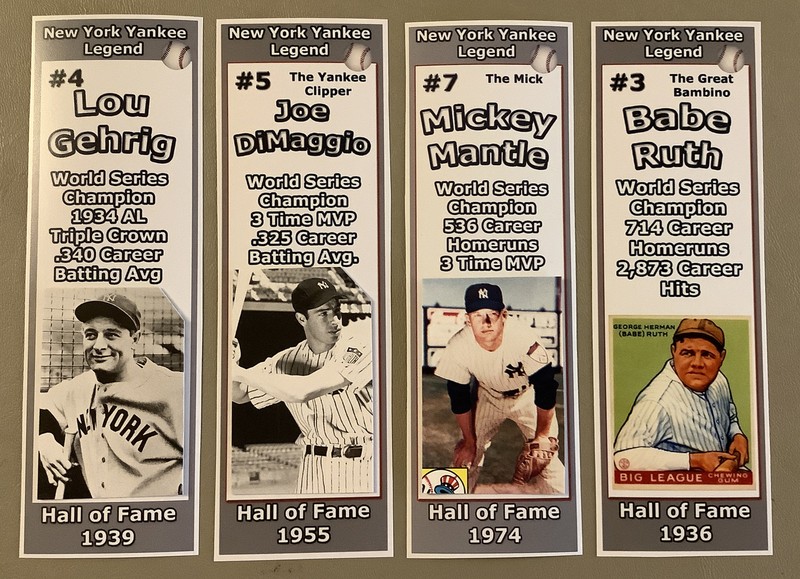 New York Yankee
Legend
#4
Lou
Gehrig
World Series
Champion
1934 AL
Triple Crown
.340 Career
Batting Avg
NEW YORK
Hall of Fame
1939
New York Yankee
Legend
#5
The Yankee
Clipper
Joe
DiMaggio
World Series
Champion
3 Time MVP
.325 Career
Batting Avg.
Hall of Fame
1955
New York Yankee
Legend
#7
The Mick
Mickey
Mantle
World Series
Champion
536 Career
Homeruns
3 Time MVP
NY
NY
Hall of Fame
1974
New York Yankee
Legend
#3
The Great
Bambino
Babe
Ruth
World Series
Champion
714 Career
Homeruns
2,873 Career
Hits
GEORGE HERMAN
(BABE) RUTH
BIG LEAGUE CHEWING
GUM
Hall of Fame
1936